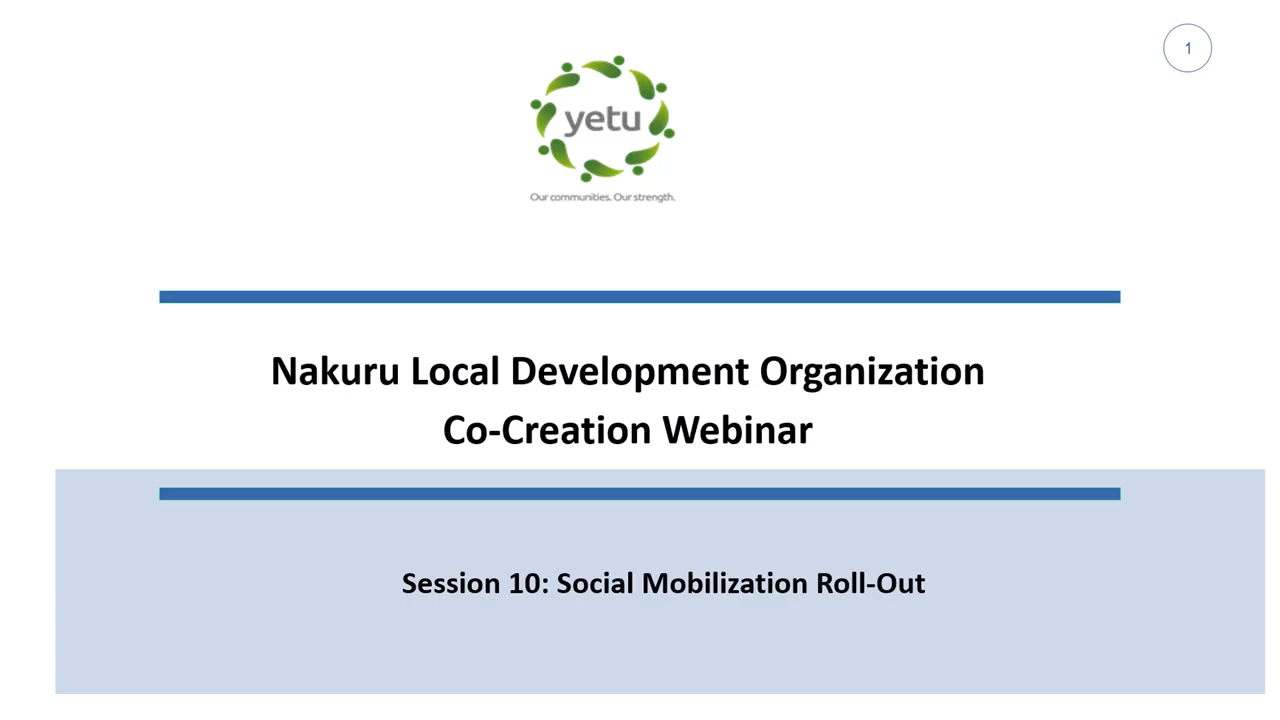 1
yetu
Our communities. Our strength.
Nakuru Local Development Organization
Co-Creation Webinar
Session 10: Social Mobilization Roll-Out